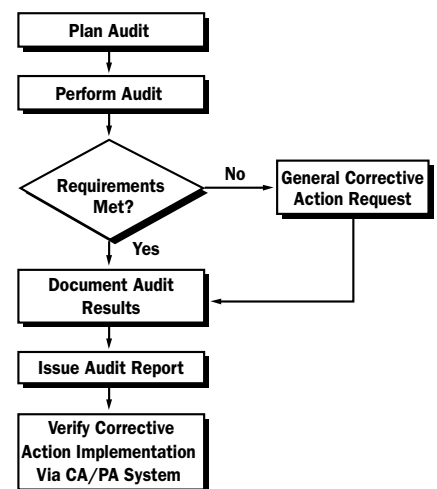 Plan Audit
Perform Audit
Requirements
Met?
No
General Corrective
Action Request
Yes
Document Audit
Results
Issue Audit Report
Verify Corrective
Action Implementation
Via CA/PA System